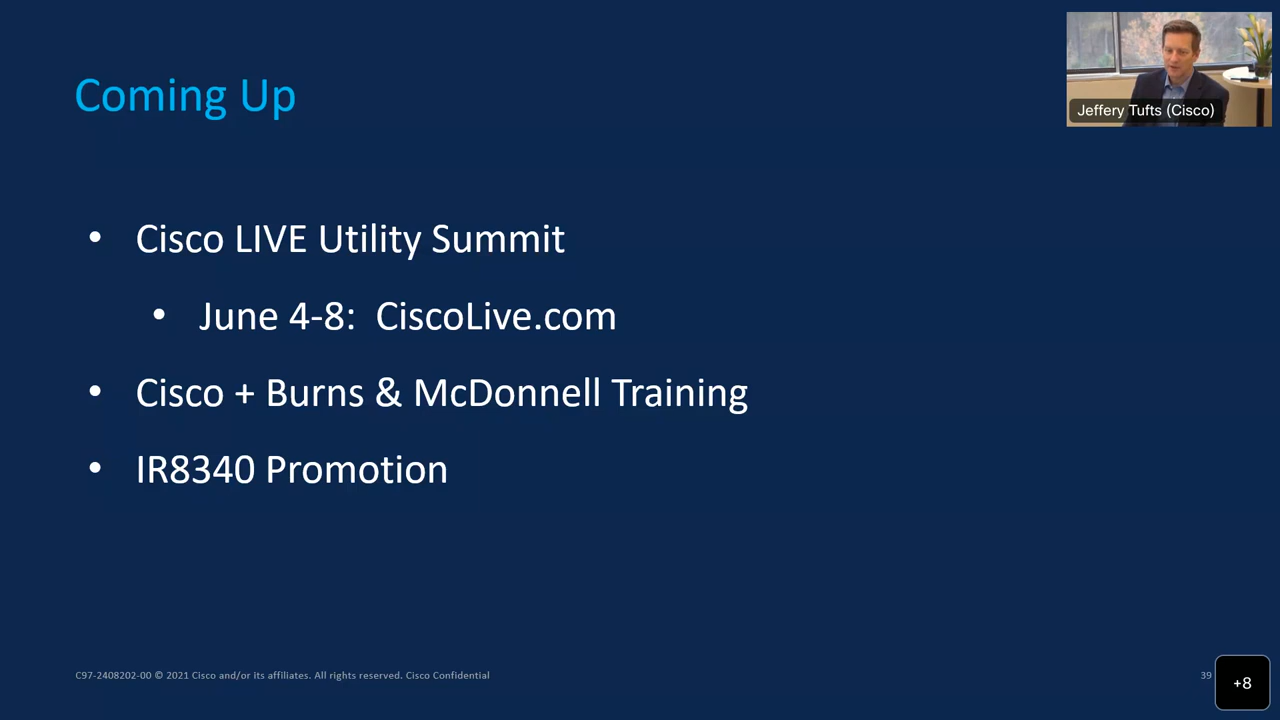 Jeffery Tufts (Cisco)
Coming Up
• Cisco LIVE Utility Summit
• June 4-8: CiscoLive.com
• Cisco + Burns & McDonnell Training
• IR8340 Promotion
C97-2408202-00 © 2021 Cisco and/or its affiliates. All rights reserved. Cisco Confidential
39
+8